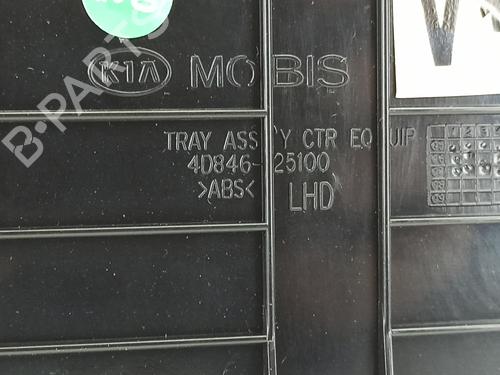 KIA MOBIS
TRAY ASS'Y CTR EQUIP
4D846-25100
>ABS< LHD
B-PARTS